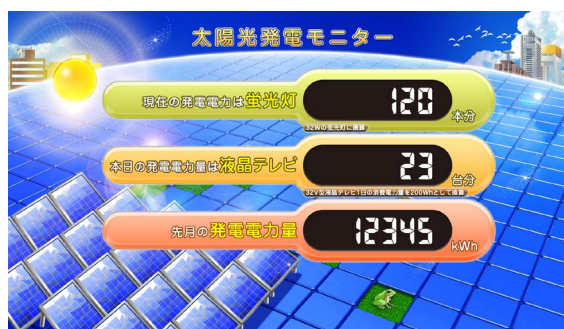 太陽光発電モニター
現在の発電電力は蛍光灯 120 本分
32Wの蛍光灯に換算
本日の発電電力量は液晶テレビ 23 台分
32V型液晶テレビ1日の消費電力量を200Whとして換算
先月の発電電力量 12345 kWh